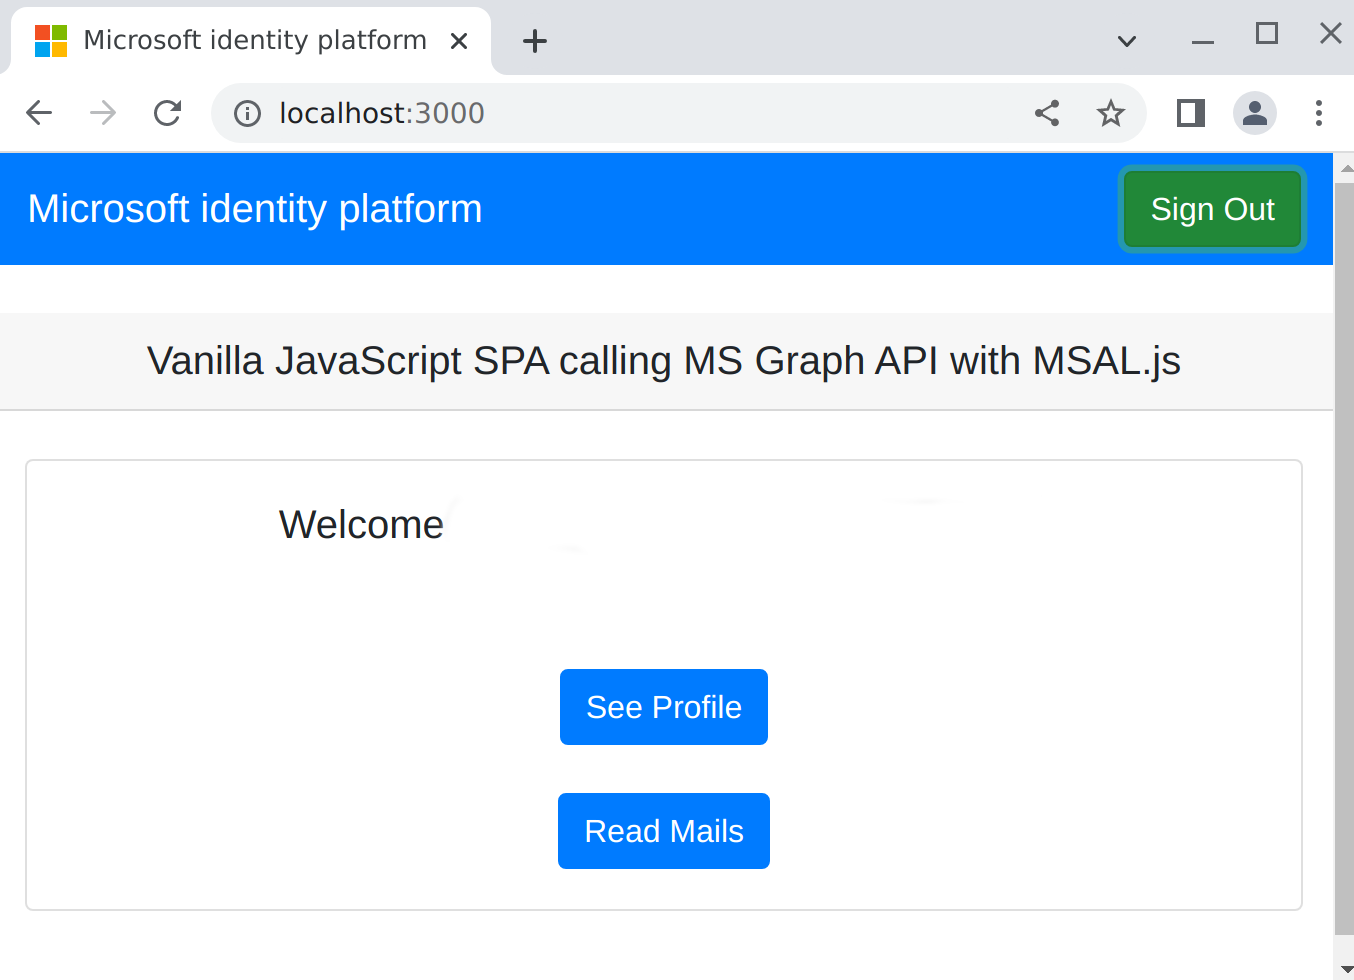 Microsoft identity platform
localhost:3000
Microsoft identity platform
Sign Out
Vanilla JavaScript SPA calling MS Graph API with MSAL.js
Welcome
See Profile
Read Mails